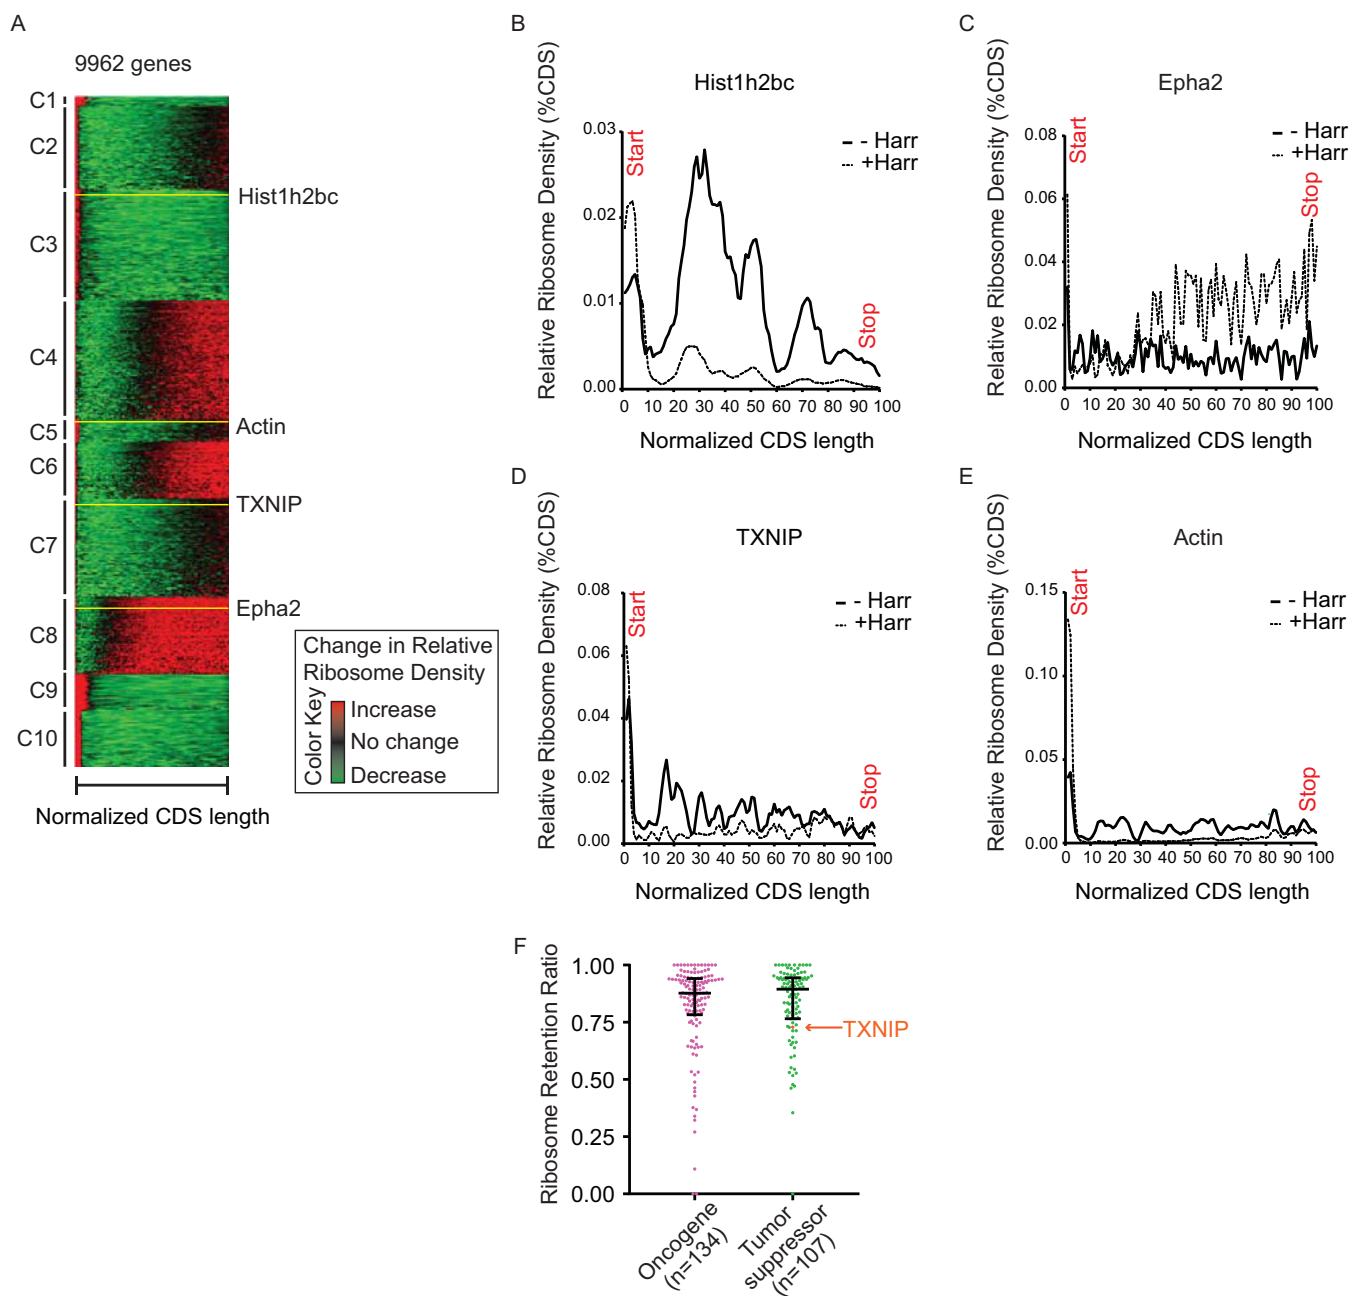 A
9962 genes
C1
C2
Hist1h2bc
C3
C4
Actin
C5
C6
TXNIP
C7
Epha2
C8
C9
C10
Normalized CDS length
Change in Relative
Ribosome Density
Color Key
Increase
No change
Decrease
B
Hist1h2bc
Relative Ribosome Density (%CDS)
- Harr
+Harr
Start
Stop
0.03
0.02
0.01
0.00
0 10 20 30 40 50 60 70 80 90 100
Normalized CDS length
C
Epha2
Relative Ribosome Density (%CDS)
- Harr
+Harr
Start
Stop
0.08
0.06
0.04
0.02
0.00
0 10 20 30 40 50 60 70 80 90 100
Normalized CDS length
D
TXNIP
Relative Ribosome Density (%CDS)
- Harr
+Harr
Start
Stop
0.08
0.06
0.04
0.02
0.00
0 10 20 30 40 50 60 70 80 90 100
Normalized CDS length
E
Actin
Relative Ribosome Density (%CDS)
- Harr
+Harr
Start
Stop
0.15
0.10
0.05
0.00
0 10 20 30 40 50 60 70 80 90 100
Normalized CDS length
F
Ribosome Retention Ratio
1.00
0.75
0.50
0.25
0.00
TXNIP
Oncogene
(n=134)
Tumor
suppressor
(n=107)